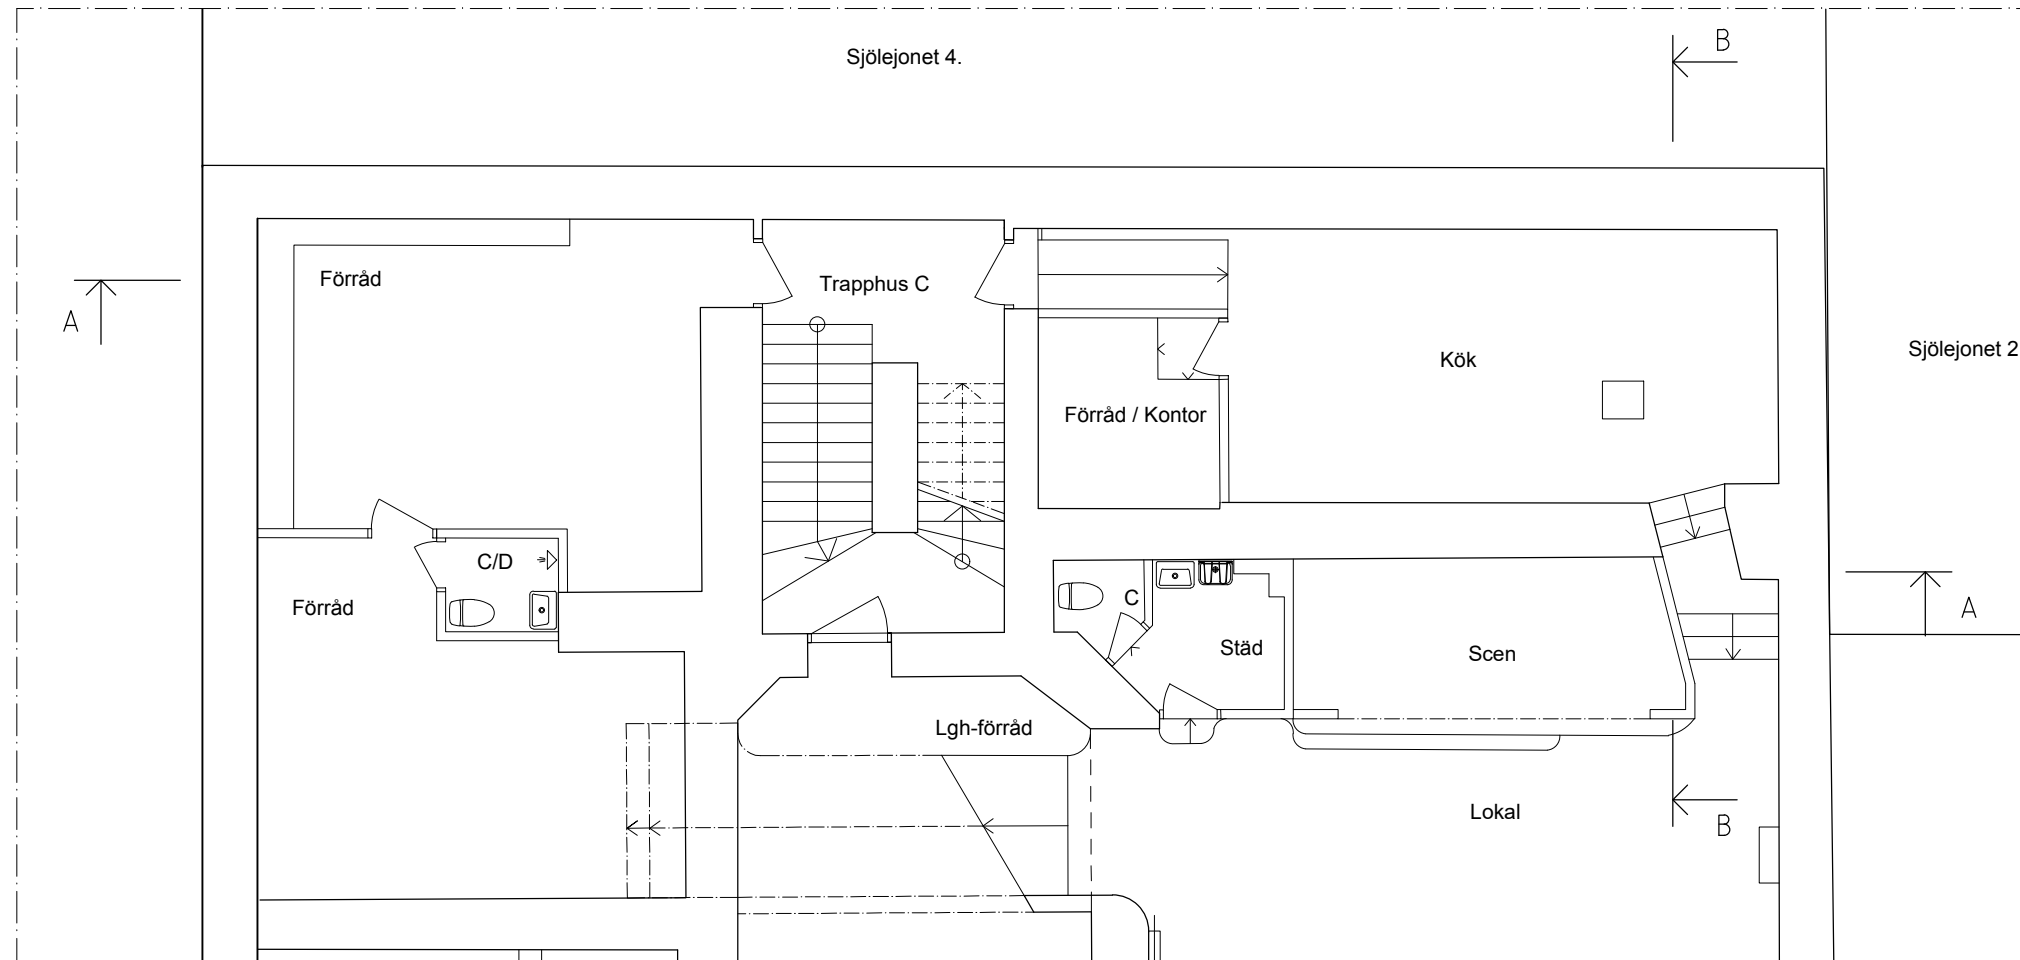 B
Sjölejonet 4.
Förråd
Trapphus C
A
Sjölejonet 2
Kök
Förråd / Kontor
C/D
C
Förråd
A
Städ
Scen
Lgh-förråd
Lokal
B